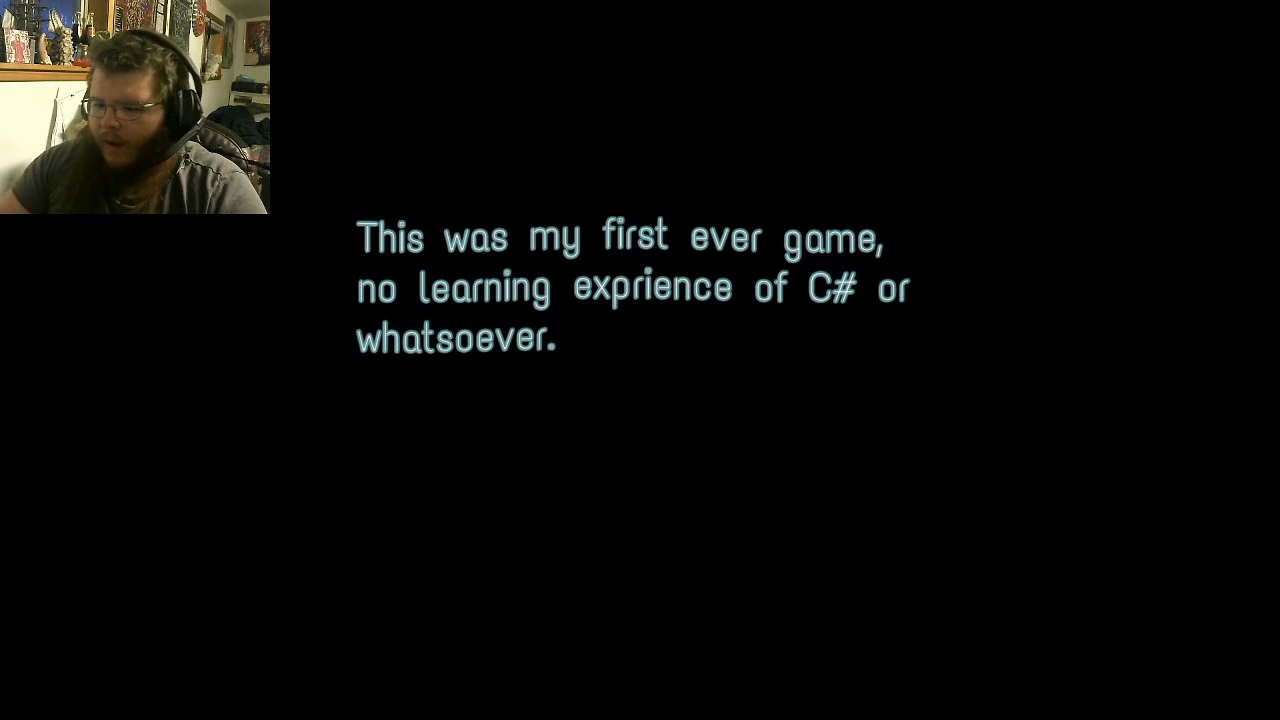 This was my first ever game,
no learning exprience of C# or
whatsoever.